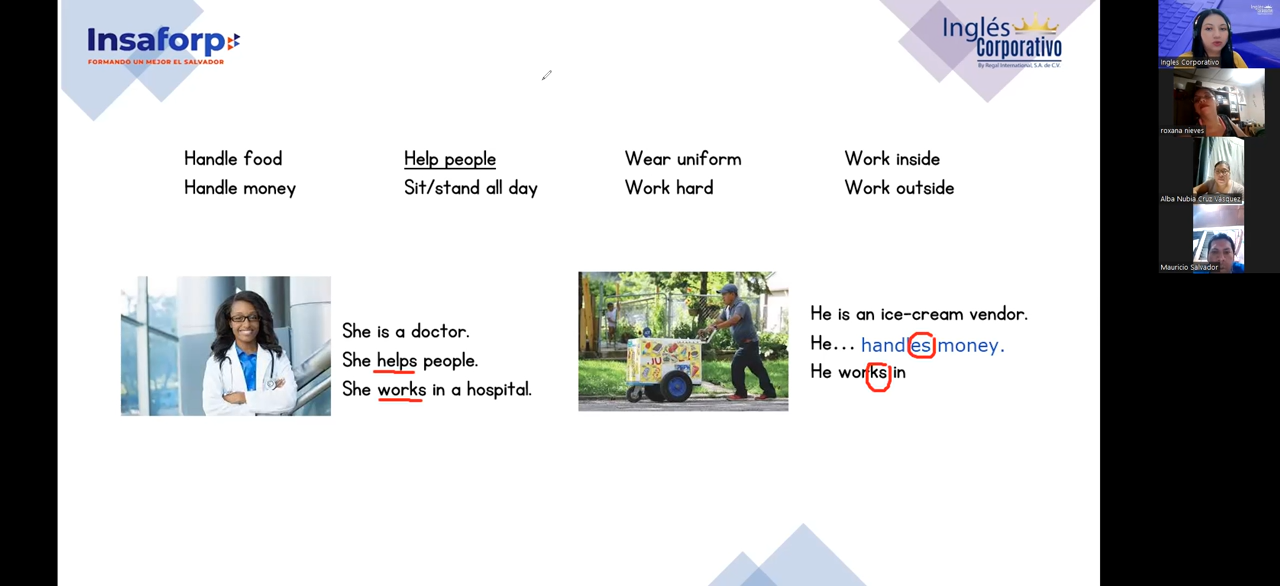 Insaforp
FORMANDO UN MEJOR EL SALVADOR
Inglés
Corporativo
By Regal International, S.A. de C.V.
Handle food
Handle money
Help people
Sit/stand all day
Wear uniform
Work hard
Work inside
Work outside
She is a doctor.
She helps people.
She works in a hospital.
He is an ice-cream vendor.
He... handles money.
He works in
Ingles Corporativo
roxana nieves
Alba Nubia Cruz Vasquez
Mauricio Salvador